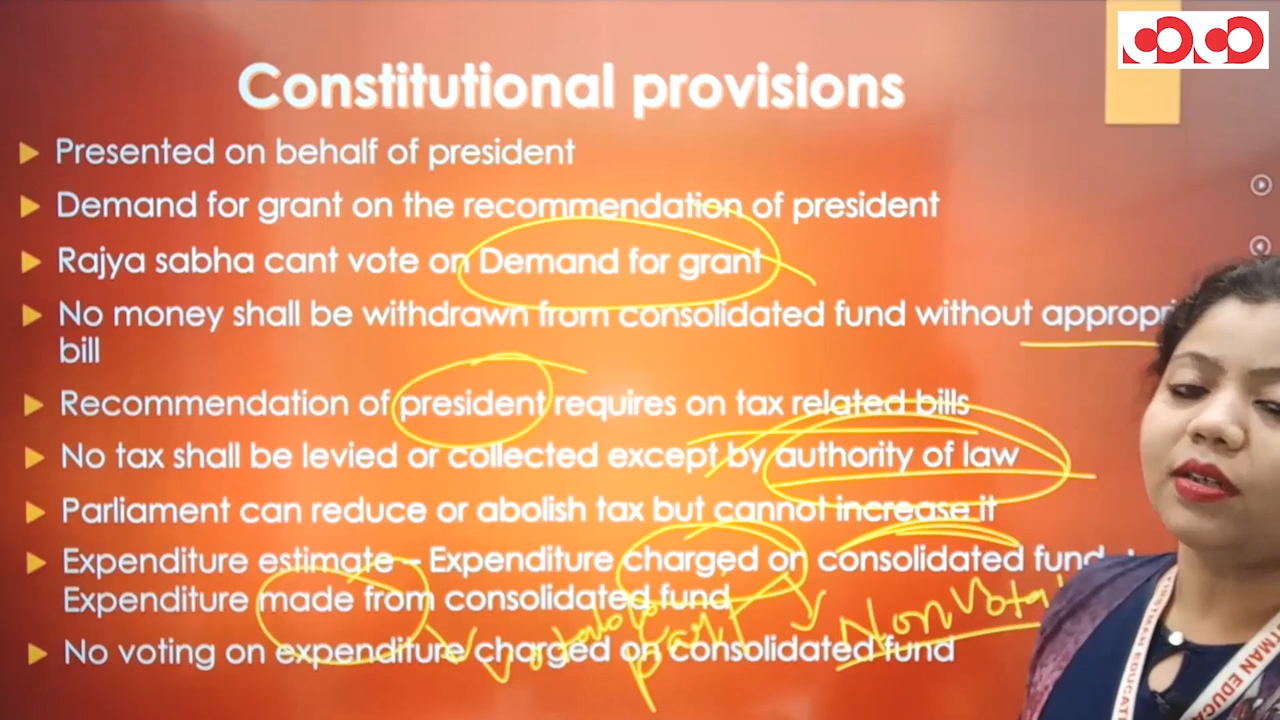 Constitutional provisions
Presented on behalf of president
Demand for grant on the recommendation of president
Rajya sabha cant vote on Demand for grant
No money shall be withdrawn from consolidated fund without
bill
Recommendation of president requires on tax related bills
No tax shall be levied or collected except by authority of law
Parliament can reduce or abolish tax but cannot increase it
Expenditure estimate – Expenditure charged on consolidated fund
Expenditure made from consolidated fund
Votable part
Non
No voting on expenditure charged on consolidated fund